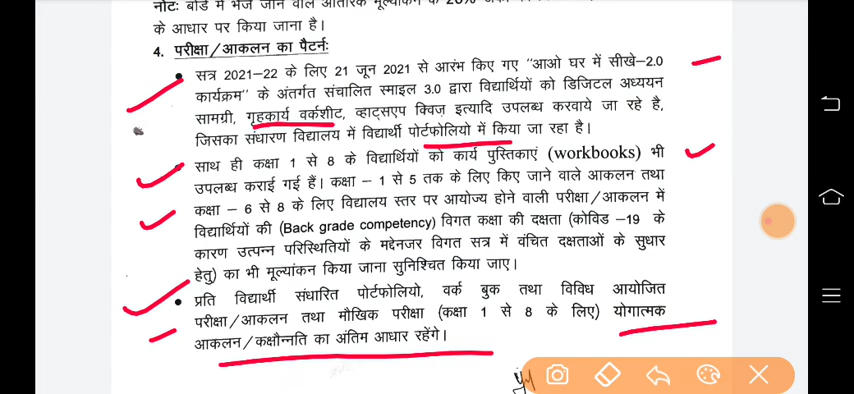 नोटः बोर्ड में भेजे जाने वाले आंतरिक मूल्यांकन के 20%
के आधार पर किया जाना है।
4. परीक्षा/आकलन का पैटर्नः
• सत्र 2021–22 के लिए 21 जून 2021 से आरंभ किए गए "आओ घर में सीखे–2.0
कार्यक्रम" के अंतर्गत संचालित स्माइल 3.0 द्वारा विद्यार्थियों को डिजिटल अध्ययन
सामग्री, गृहकार्य वर्कशीट, व्हाट्सएप क्विज़ इत्यादि उपलब्ध करवाये जा रहे है,
जिसका संधारण विद्यालय में विद्यार्थी पोर्टफोलियो में किया जा रहा है।
• साथ ही कक्षा 1 से 8 के विद्यार्थियों को कार्य पुस्तिकाएं (workbooks) भी
उपलब्ध कराई गई हैं। कक्षा – 1 से 5 तक के लिए किए जाने वाले आकलन तथा
कक्षा – 6 से 8 के लिए विद्यालय स्तर पर आयोज्य होने वाली परीक्षा/आकलन में
विद्यार्थियों की (Back grade competency) विगत कक्षा की दक्षता (कोविड –19 के
कारण उत्पन्न परिस्थितियों के मद्देनजर विगत सत्र में वंचित दक्षताओं के सुधार
हेतु) का भी मूल्यांकन किया जाना सुनिश्चित किया जाए।
• प्रति विद्यार्थी संधारित पोर्टफोलियो, वर्क बुक तथा विविध आयोजित
परीक्षा/आकलन तथा मौखिक परीक्षा (कक्षा 1 से 8 के लिए) योगात्मक
आकलन/कक्षौन्नति का अंतिम आधार रहेंगे।